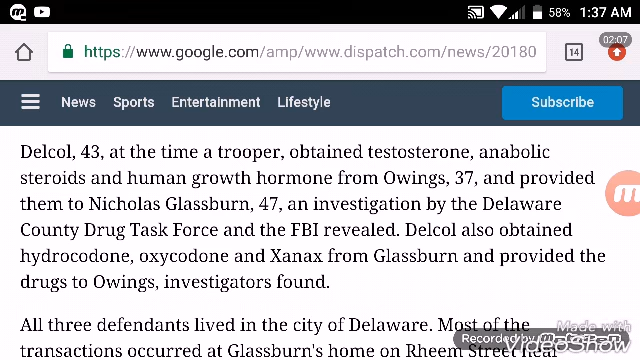 58% 1:37 AM
https://www.google.com/amp/www.dispatch.com/news/20180
14
02:07
News Sports Entertainment Lifestyle Subscribe
Delcol, 43, at the time a trooper, obtained testosterone, anabolic
steroids and human growth hormone from Owings, 37, and provided
them to Nicholas Glassburn, 47, an investigation by the Delaware
County Drug Task Force and the FBI revealed. Delcol also obtained
hydrocodone, oxycodone and Xanax from Glassburn and provided the
drugs to Owings, investigators found.
All three defendants lived in the city of Delaware. Most of the
transactions occurred at Glassburn's home on Rheem Street near
Made with
VideoShow
Recorded by